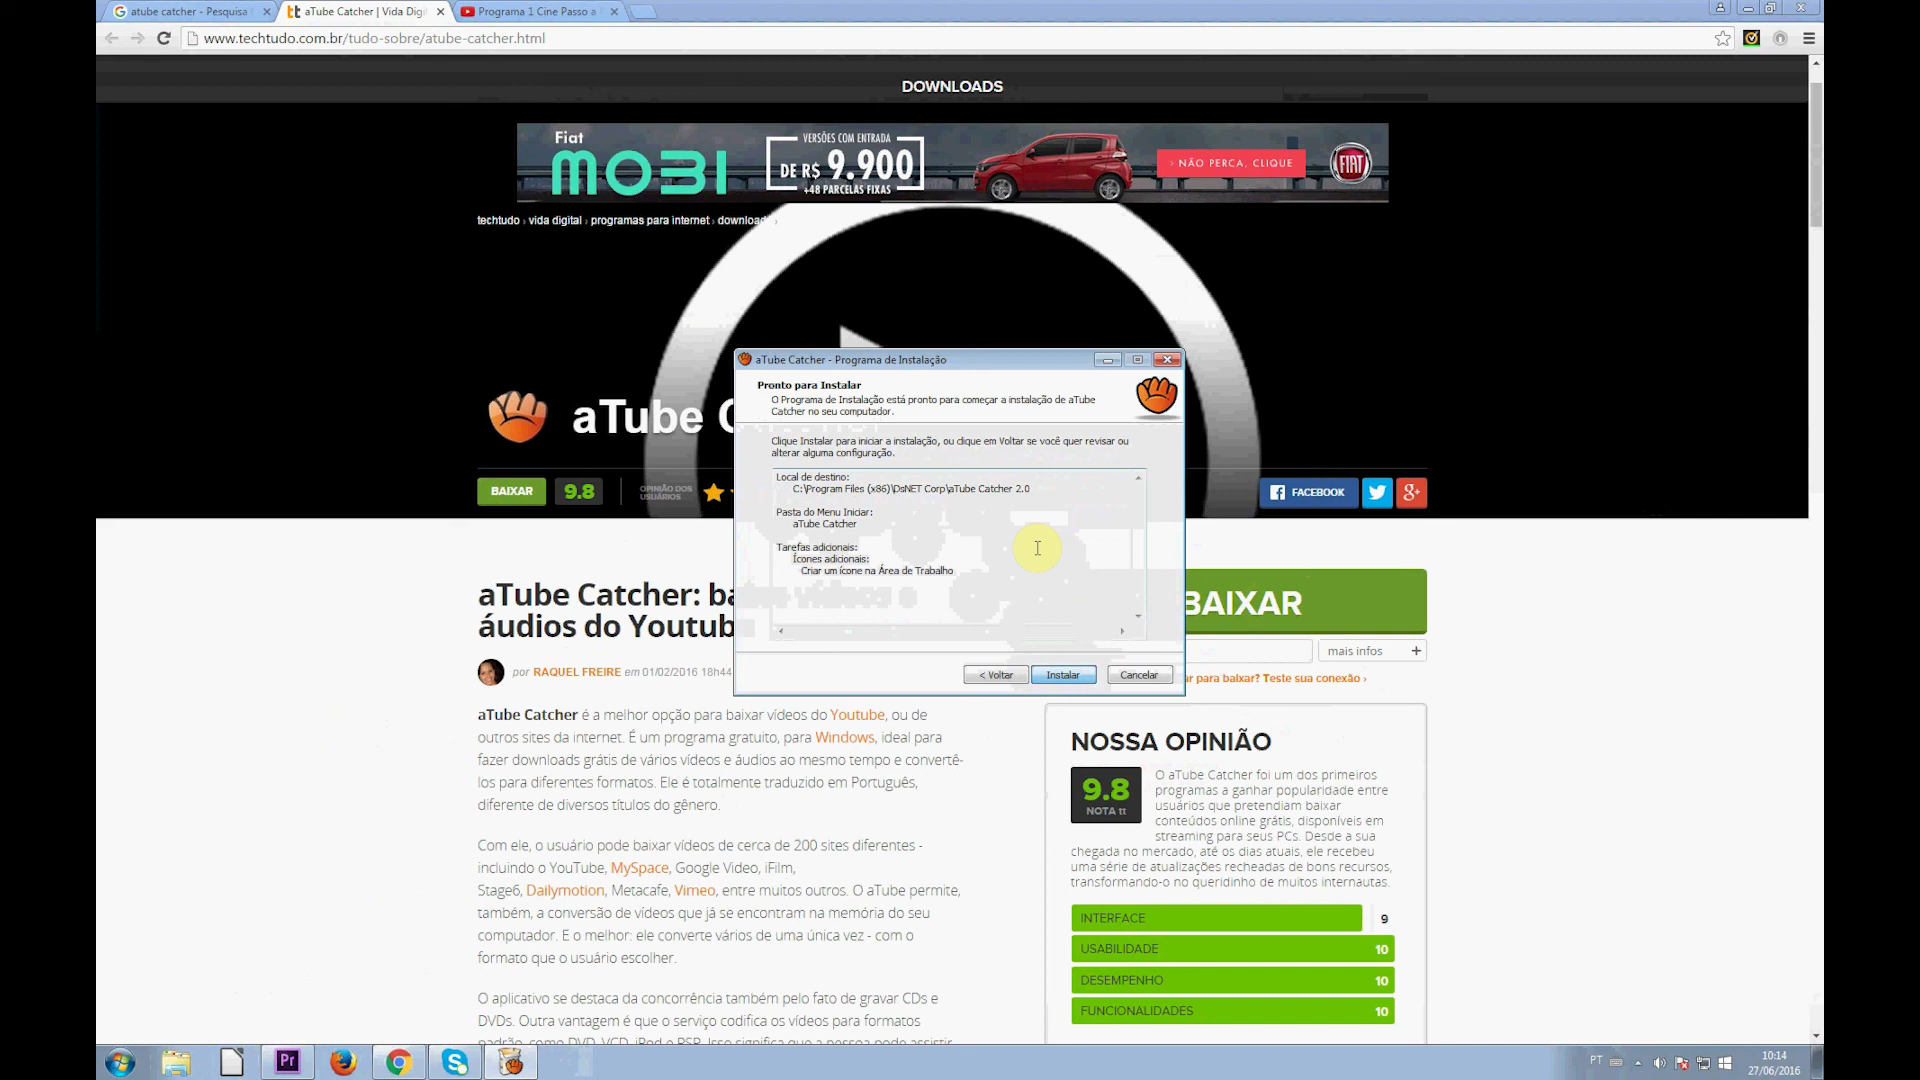 atube catcher - Pesquisa
aTube Catcher | Vida Digi
Programa 1 Cine Passo a
www.techtudo.com.br/tudo-sobre/atube-catcher.html
DOWNLOADS
Fiat
MOBI
VERSÕES COM ENTRADA
DE R$ 9.900
+48 PARCELAS FIXAS
> NÃO PERCA, CLIQUE
FIAT
techtudo › vida digital › programas para internet › downloads ›
aTube Catcher - Programa de Instalação
Pronto para Instalar
O Programa de Instalação está pronto para começar a instalação de aTube
Catcher no seu computador.
Clique Instalar para iniciar a instalação, ou clique em Voltar se você quer revisar ou
alterar alguma configuração.
Local de destino:
C:\Program Files (x86)\DsNET Corp\aTube Catcher 2.0
Pasta do Menu Iniciar:
aTube Catcher
Tarefas adicionais:
Ícones adicionais:
Criar um ícone na Área de Trabalho
< Voltar
Instalar
Cancelar
aTube C
BAIXAR
9.8
OPINIÃO DOS
USUÁRIOS
FACEBOOK
g+
aTube Catcher: ba
áudios do Youtub
BAIXAR
por RAQUEL FREIRE em 01/02/2016 18h44
mais infos +
ar para baixar? Teste sua conexão ›
aTube Catcher é a melhor opção para baixar vídeos do Youtube, ou de
outros sites da internet. É um programa gratuito, para Windows, ideal para
fazer downloads grátis de vários vídeos e áudios ao mesmo tempo e convertê-
los para diferentes formatos. Ele é totalmente traduzido em Português,
diferente de diversos títulos do gênero.
Com ele, o usuário pode baixar vídeos de cerca de 200 sites diferentes -
incluindo o YouTube, MySpace, Google Video, iFilm,
Stage6, Dailymotion, Metacafe, Vimeo, entre muitos outros. O aTube permite,
também, a conversão de vídeos que já se encontram na memória do seu
computador. E o melhor: ele converte vários de uma única vez - com o
formato que o usuário escolher.
O aplicativo se destaca da concorrência também pelo fato de gravar CDs e
DVDs. Outra vantagem é que o serviço codifica os vídeos para formatos
padrão, como DVD, VCD, iPod e PSP. Isso significa que a pessoa pode assistir
NOSSA OPINIÃO
9.8
NOTA tt
O aTube Catcher foi um dos primeiros
programas a ganhar popularidade entre
usuários que pretendiam baixar
conteúdos online grátis, disponíveis em
streaming para seus PCs. Desde a sua
chegada no mercado, até os dias atuais, ele recebeu
uma série de atualizações recheadas de bons recursos,
transformando-o no queridinho de muitos internautas.
INTERFACE 9
USABILIDADE 10
DESEMPENHO 10
FUNCIONALIDADES 10
Pr
PT
10:14
27/06/2016